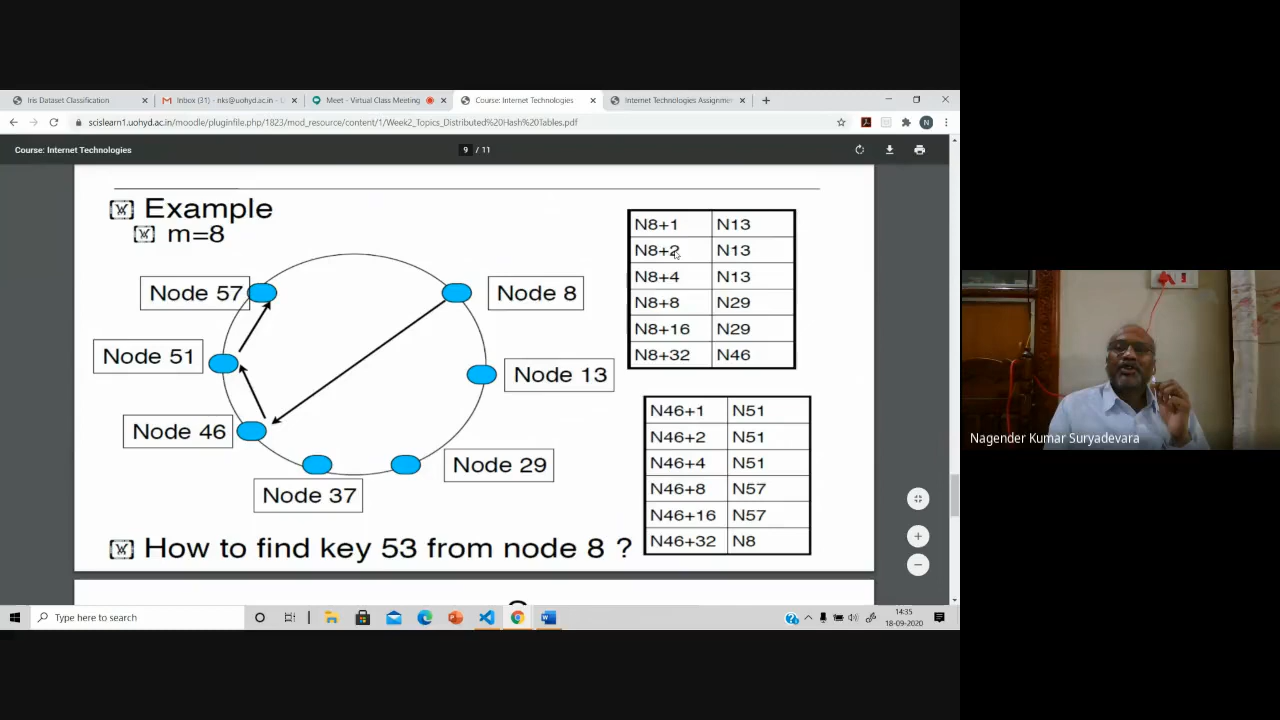 Iris Dataset Classification
Inbox (31) - nks@uohyd.ac.in -
Meet - Virtual Class Meeting
Course: Internet Technologies
Internet Technologies Assignmen
scislearn1.uohyd.ac.in/moodle/pluginfile.php/1823/mod_resource/content/1/Week2_Topics_Distributed%20Hash%20Tables.pdf
N
Course: Internet Technologies
9 / 11
Example
m=8
Node 57
Node 8
Node 51
Node 13
Node 46
Node 29
Node 37
N8+1 N13
N8+2 N13
N8+4 N13
N8+8 N29
N8+16 N29
N8+32 N46
N46+1 N51
N46+2 N51
N46+4 N51
N46+8 N57
N46+16 N57
N46+32 N8
How to find key 53 from node 8 ?
Nagender Kumar Suryadevara
Type here to search
14:35
18-09-2020